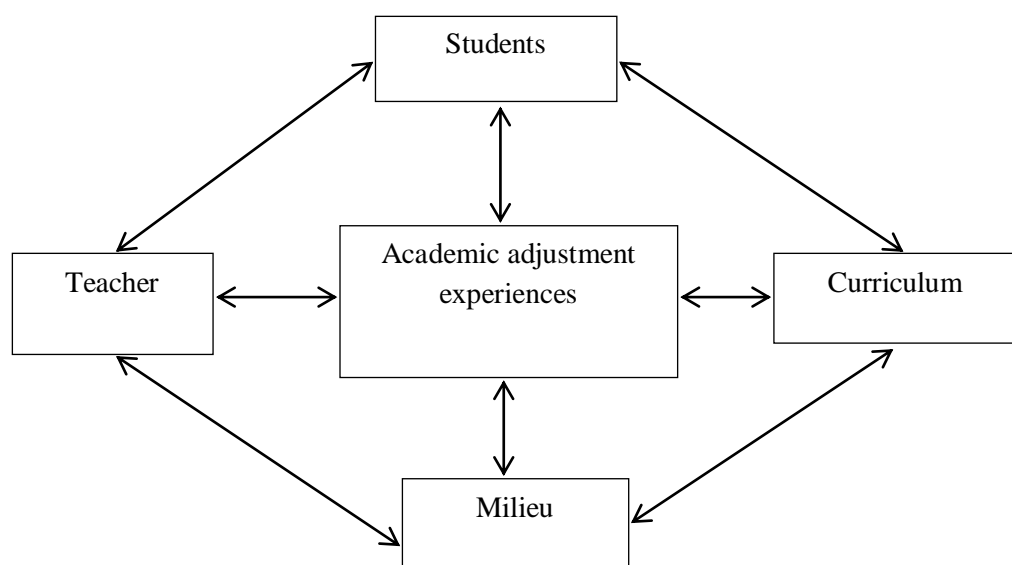 Students
Teacher
Academic adjustment
experiences
Curriculum
Milieu